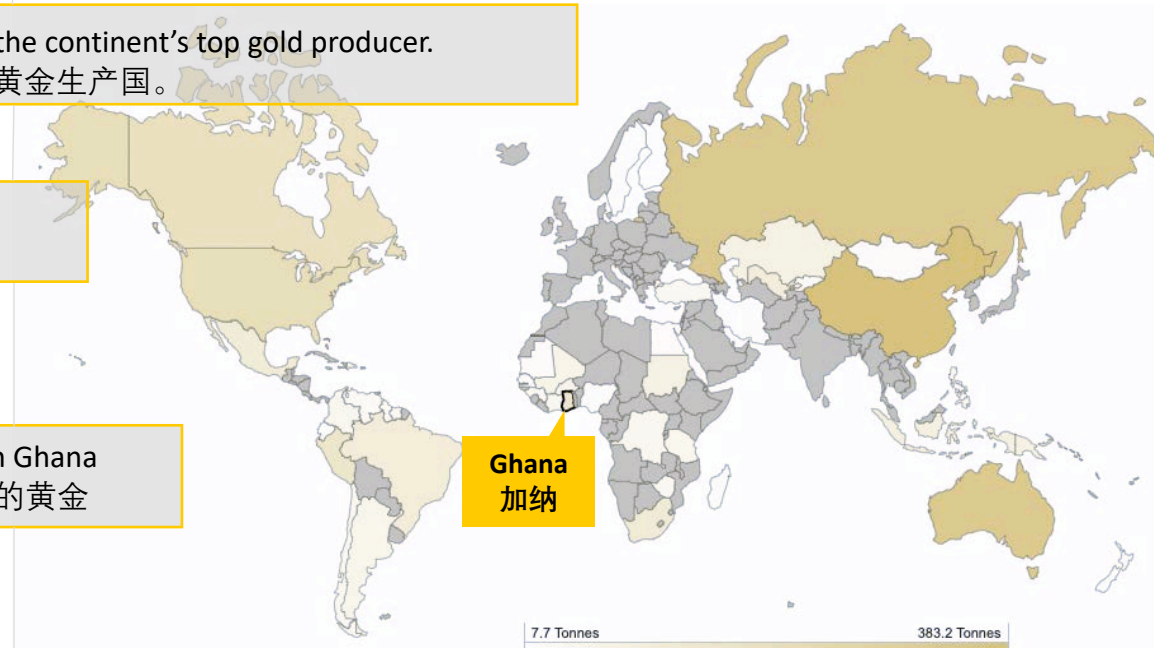 the continent's top gold producer.
黄金生产国。
n Ghana
的黄金
Ghana
加纳
7.7 Tonnes
383.2 Tonnes